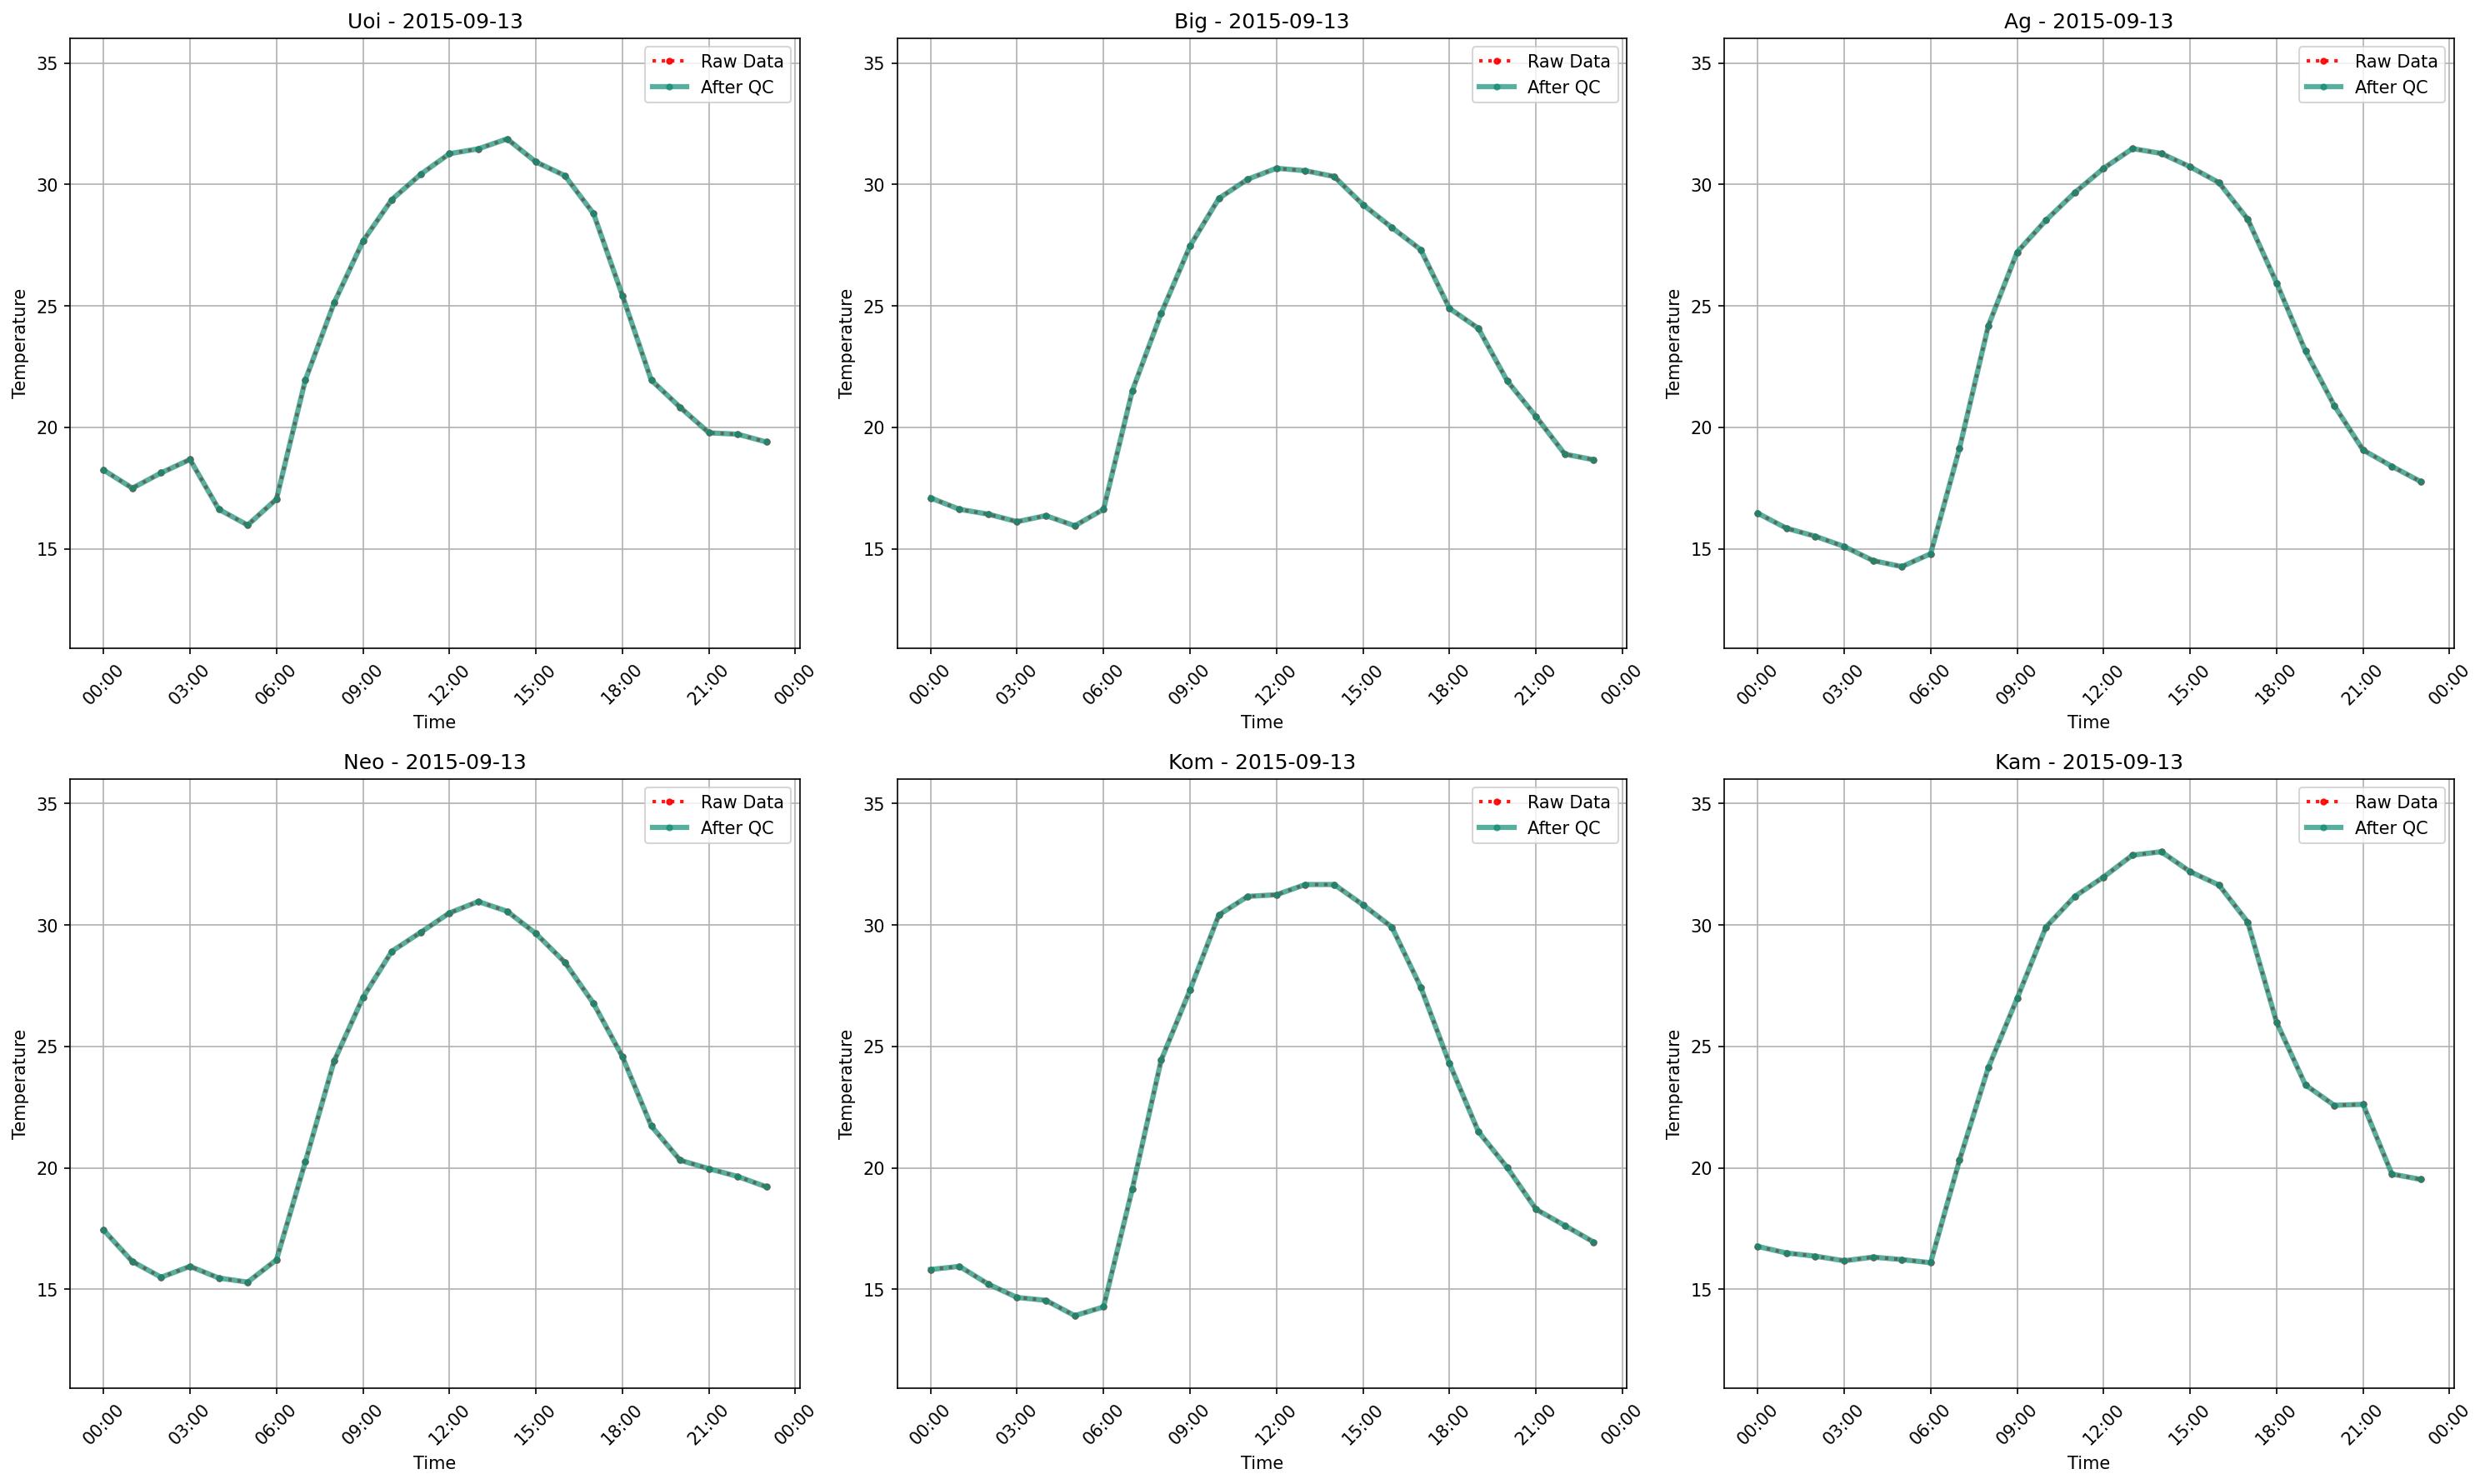 Uoi - 2015-09-13
35
30
25
20
15
Temperature
Raw Data
After QC
00:00
03:00
06:00
09:00
12:00
15:00
18:00
21:00
00:00
Time
Big - 2015-09-13
35
30
25
20
15
Temperature
Raw Data
After QC
00:00
03:00
06:00
09:00
12:00
15:00
18:00
21:00
00:00
Time
Ag - 2015-09-13
35
30
25
20
15
Temperature
Raw Data
After QC
00:00
03:00
06:00
09:00
12:00
15:00
18:00
21:00
00:00
Time
Neo - 2015-09-13
35
30
25
20
15
Temperature
Raw Data
After QC
00:00
03:00
06:00
09:00
12:00
15:00
18:00
21:00
00:00
Time
Kom - 2015-09-13
35
30
25
20
15
Temperature
Raw Data
After QC
00:00
03:00
06:00
09:00
12:00
15:00
18:00
21:00
00:00
Time
Kam - 2015-09-13
35
30
25
20
15
Temperature
Raw Data
After QC
00:00
03:00
06:00
09:00
12:00
15:00
18:00
21:00
00:00
Time